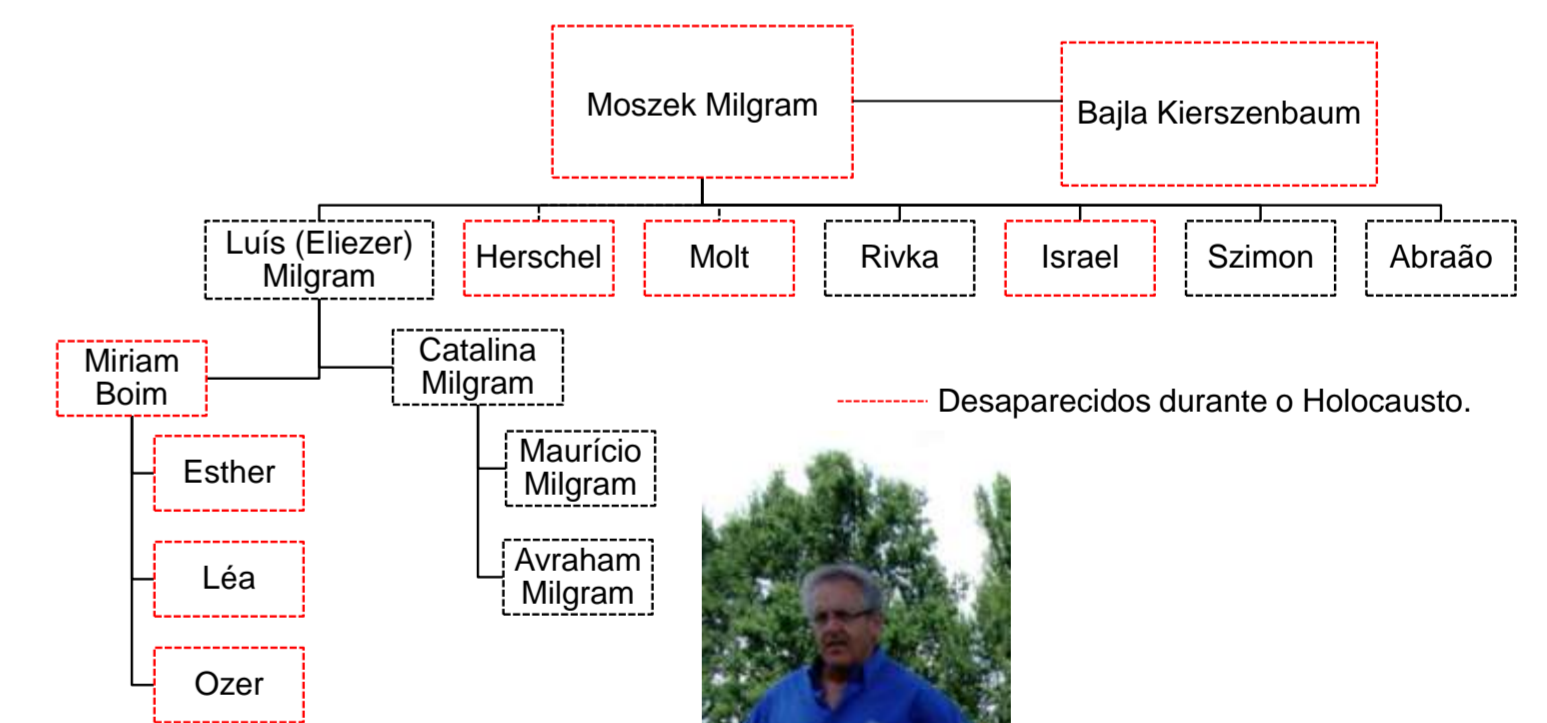 Moszek Milgram
Bajla Kierszenbaum
Luís (Eliezer)
Milgram
Herschel
Molt
Rivka
Israel
Szimon
Abraão
Miriam
Boim
Catalina
Milgram
Desaparecidos durante o Holocausto.
Esther
Léa
Ozer
Maurício
Milgram
Avraham
Milgram